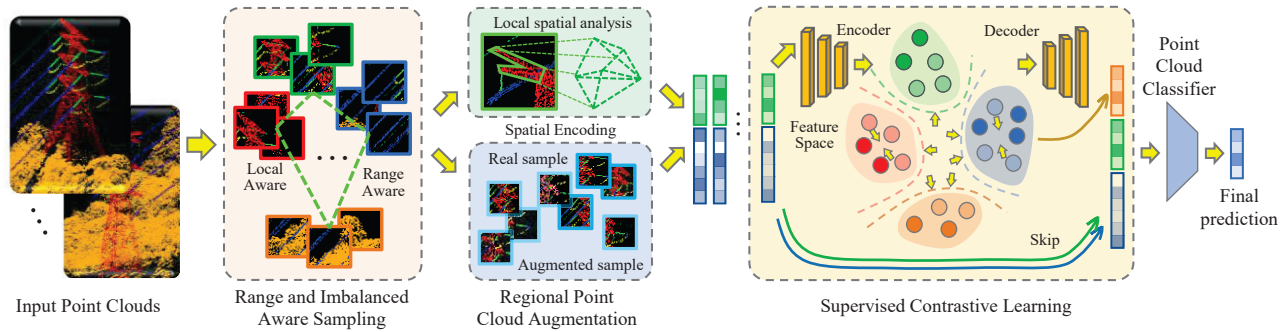 Input Point Clouds
Local
Aware
Range
Aware
Range and Imbalanced
Aware Sampling
Local spatial analysis
Spatial Encoding
Real sample
Augmented sample
Regional Point
Cloud Augmentation
Encoder
Decoder
Feature
Space
Skip
Supervised Contrastive Learning
Point
Cloud
Classifier
Final
prediction